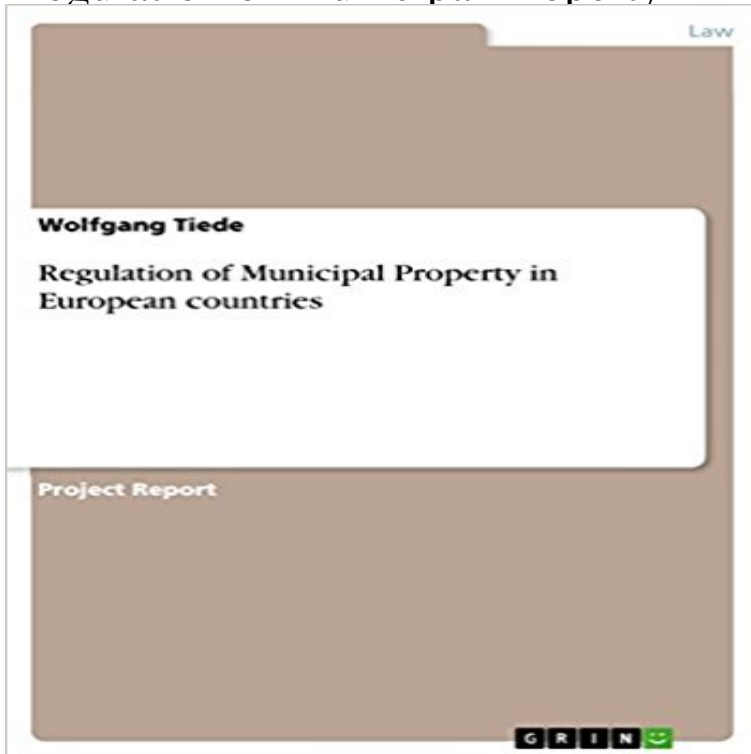 Law
Wolfgang Tiede
Regulation of Municipal Property in
European countries
Project Report
GRIN